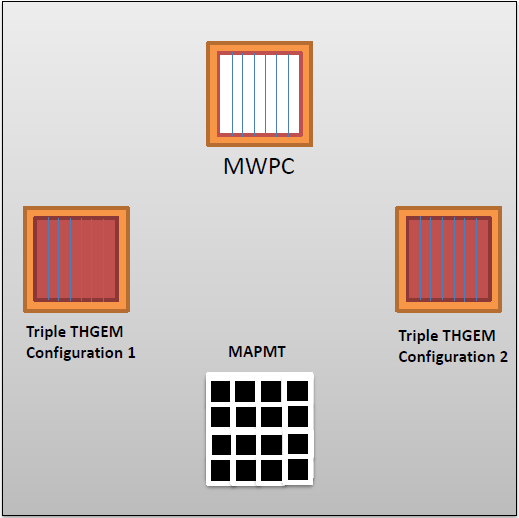 MWPC
Triple THGEM
Configuration 1
MAPMT
Triple THGEM
Configuration 2